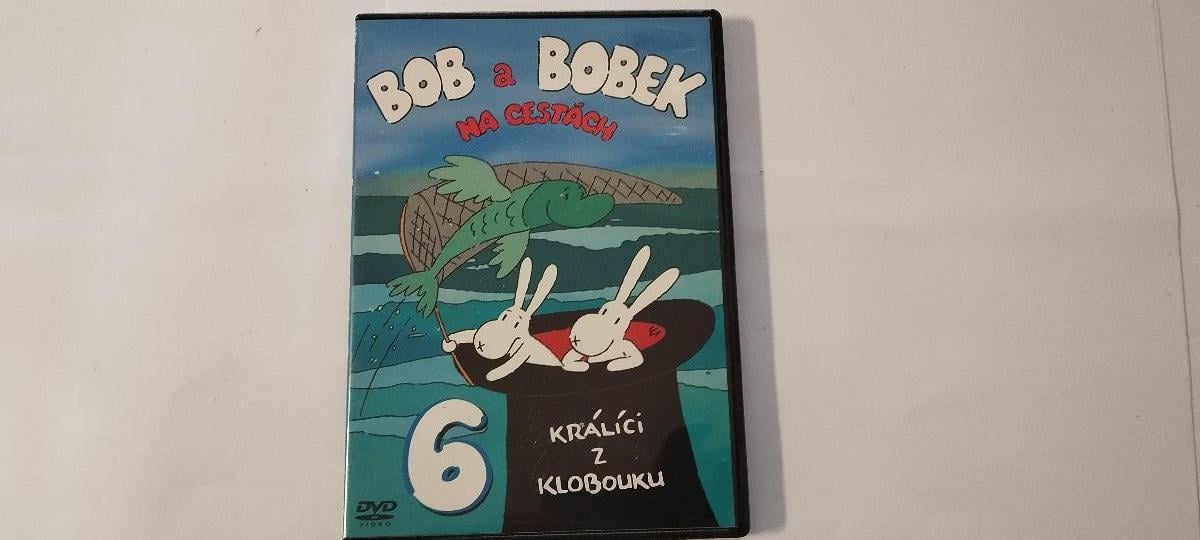 BOB a BOBEK
NA CESTÁCH
6
KRÁLÍCI
Z
KLOBOUKU
DVD
VIDEO